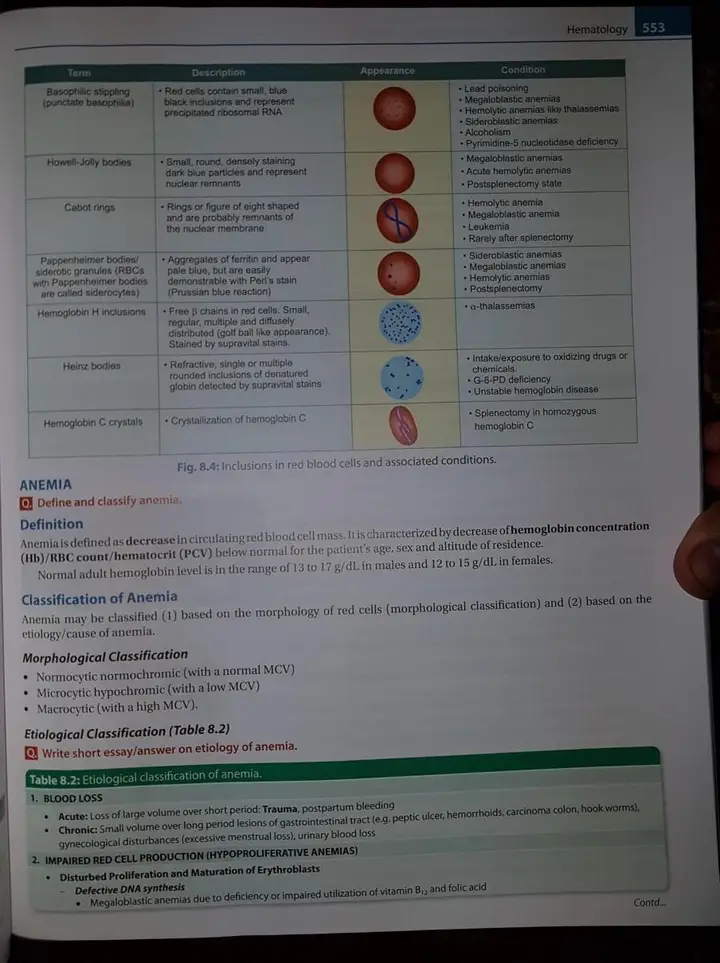 Hematology 553
Term Description Appearance Condition
Basophilic stippling
(punctate basophilia)
• Red cells contain small, blue
black inclusions and represent
precipitated ribosomal RNA
• Lead poisoning
• Megaloblastic anemias
• Hemolytic anemias like thalassemias
• Sideroblastic anemias
• Alcoholism
• Pyrimidine-5 nucleotidase deficiency
Howell-Jolly bodies
• Small, round, densely staining
dark blue particles and represent
nuclear remnants
• Megaloblastic anemias
• Acute hemolytic anemias
• Postsplenectomy state
Cabot rings
• Rings or figure of eight shaped
and are probably remnants of
the nuclear membrane
• Hemolytic anemia
• Megaloblastic anemia
• Leukemia
• Rarely after splenectomy
Pappenheimer bodies/
siderotic granules (RBCs
with Pappenheimer bodies
are called siderocytes)
• Aggregates of ferritin and appear
pale blue, but are easily
demonstrable with Perl's stain
(Prussian blue reaction)
• Sideroblastic anemias
• Megaloblastic anemias
• Hemolytic anemias
• Postsplenectomy
Hemoglobin H inclusions
• Free β chains in red cells. Small,
regular, multiple and diffusely
distributed (golf ball like appearance).
Stained by supravital stains.
• α-thalassemias
Heinz bodies
• Refractive, single or multiple
rounded inclusions of denatured
globin detected by supravital stains
• Intake/exposure to oxidizing drugs or
chemicals.
• G-6-PD deficiency
• Unstable hemoglobin disease
Hemoglobin C crystals
• Crystallization of hemoglobin C
• Splenectomy in homozygous
hemoglobin C
Fig. 8.4: Inclusions in red blood cells and associated conditions.
ANEMIA
Q. Define and classify anemia.
Definition
Anemia is defined as decrease in circulating red blood cell mass. It is characterized by decrease of hemoglobin concentration
(Hb)/RBC count/hematocrit (PCV) below normal for the patient's age, sex and altitude of residence.
Normal adult hemoglobin level is in the range of 13 to 17 g/dL in males and 12 to 15 g/dL in females.
Classification of Anemia
Anemia may be classified (1) based on the morphology of red cells (morphological classification) and (2) based on the
etiology/cause of anemia.
Morphological Classification
• Normocytic normochromic (with a normal MCV)
• Microcytic hypochromic (with a low MCV)
• Macrocytic (with a high MCV).
Etiological Classification (Table 8.2)
Q. Write short essay/answer on etiology of anemia.
Table 8.2: Etiological classification of anemia.
1. BLOOD LOSS
• Acute: Loss of large volume over short period: Trauma, postpartum bleeding
• Chronic: Small volume over long period lesions of gastrointestinal tract (e.g. peptic ulcer, hemorrhoids, carcinoma colon, hook worms),
gynecological disturbances (excessive menstrual loss), urinary blood loss
2. IMPAIRED RED CELL PRODUCTION (HYPOPROLIFERATIVE ANEMIAS)
• Disturbed Proliferation and Maturation of Erythroblasts
– Defective DNA synthesis
• Megaloblastic anemias due to deficiency or impaired utilization of vitamin B₁₂ and folic acid
Contd...